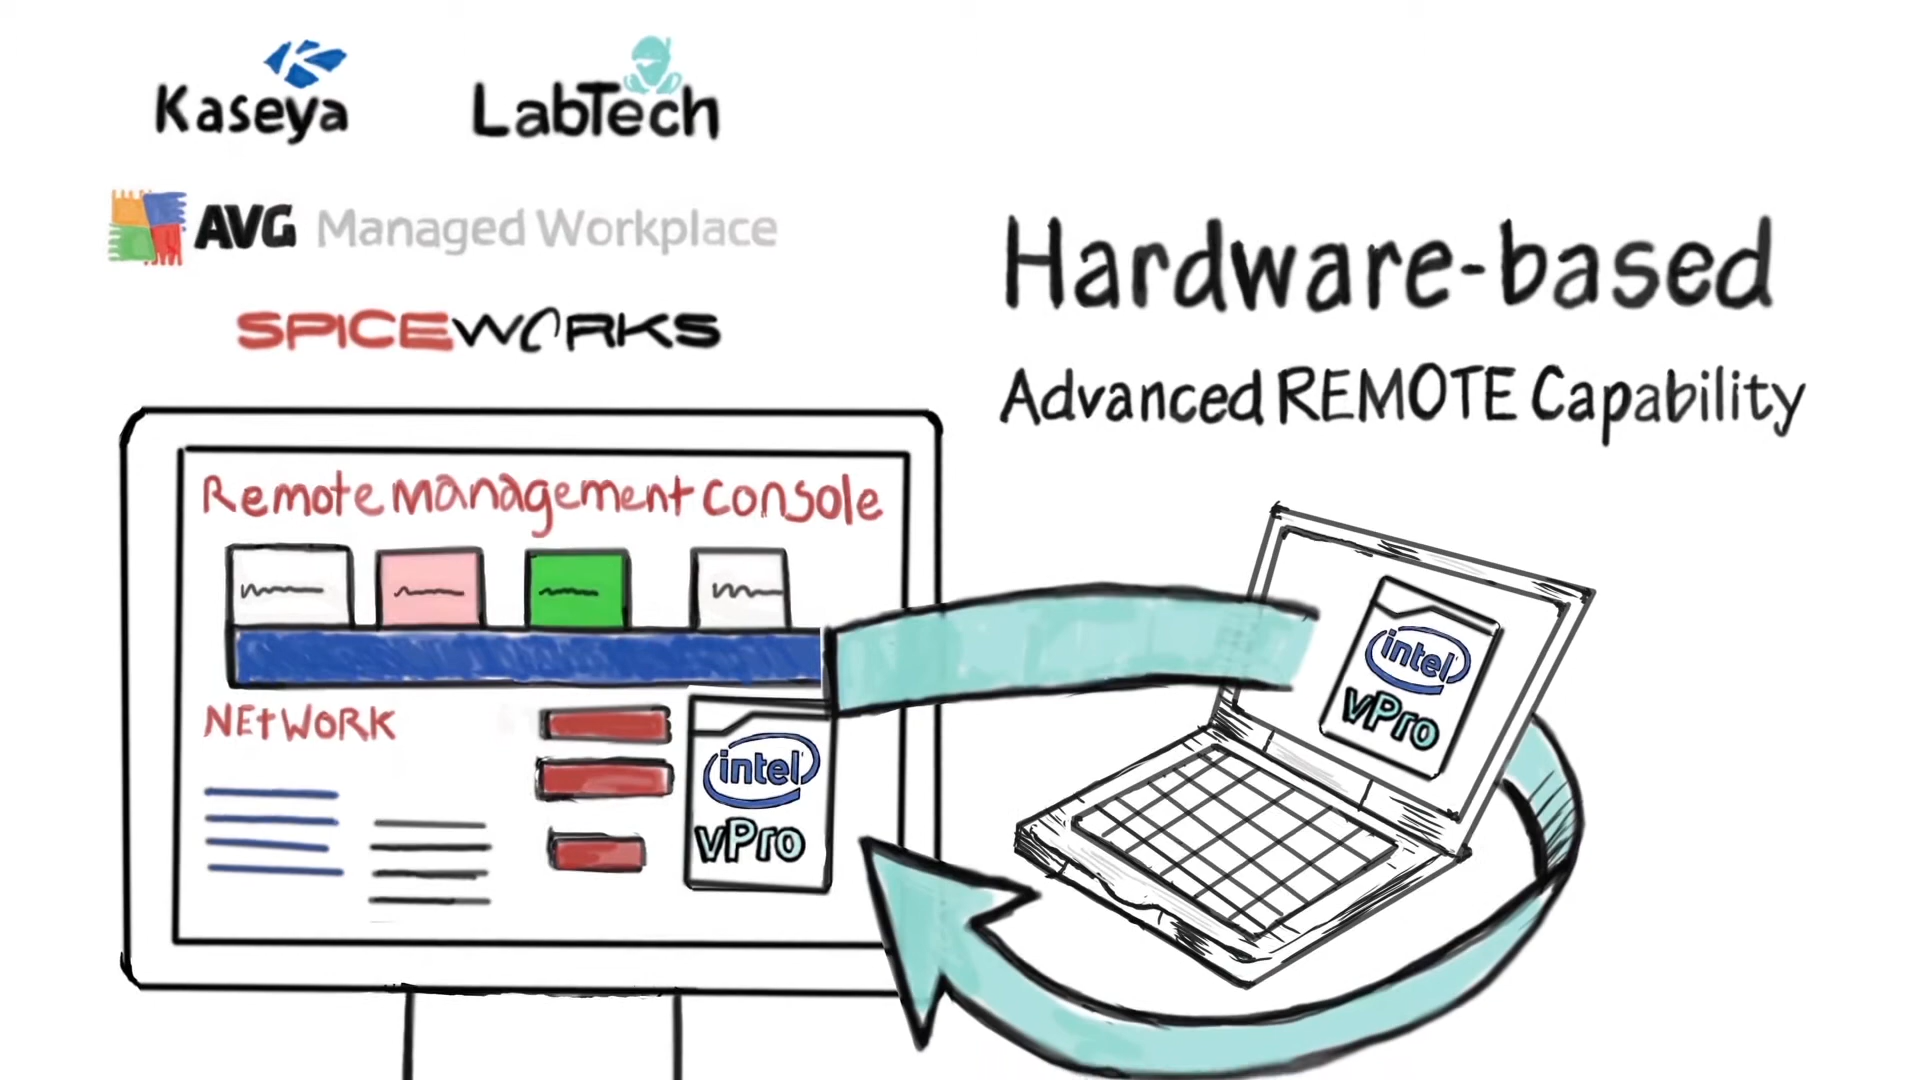 Kaseya
LabTech
AVG Managed Workplace
SPICEWORKS
Hardware-based
Advanced REMOTE Capability
Remote Management Console
NEtWORK
intel
vPro
intel
vPro